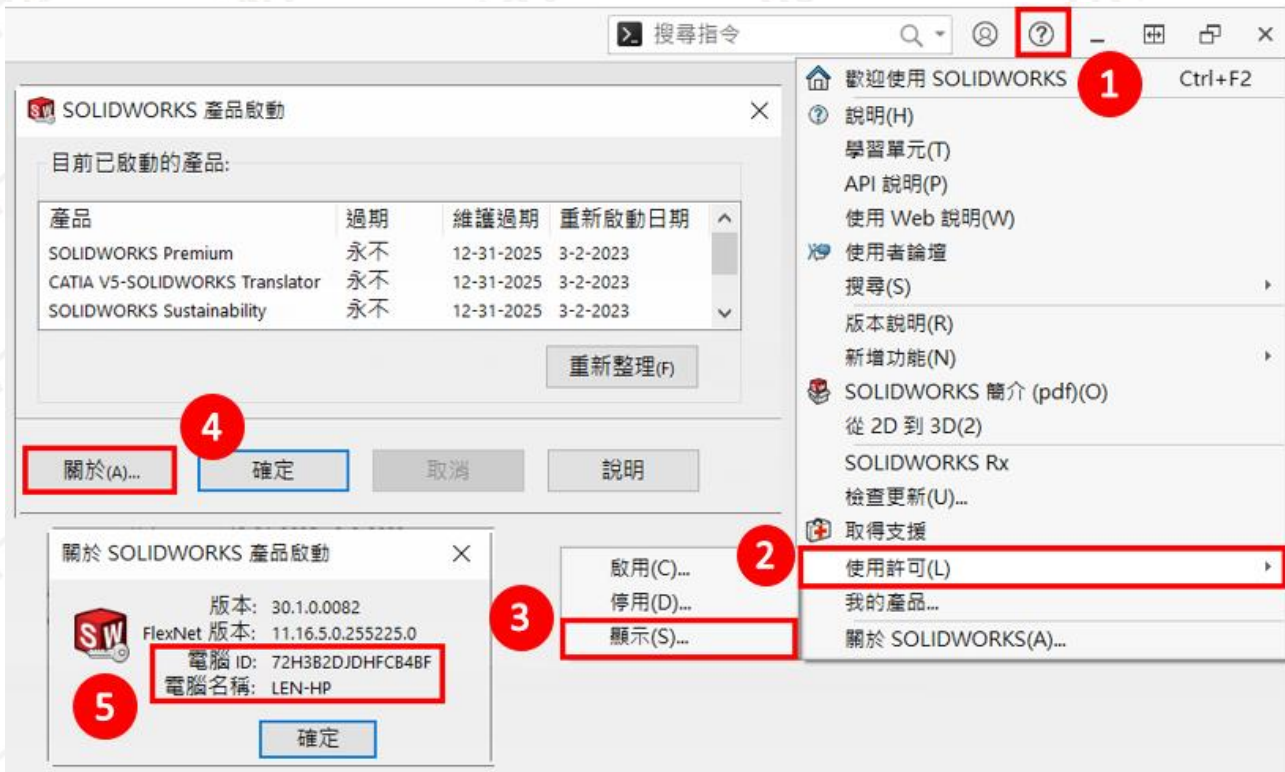 搜尋指令
1
歡迎使用 SOLIDWORKS Ctrl+F2
說明(H)
學習單元(T)
API 說明(P)
使用 Web 說明(W)
使用者論壇
搜尋(S)
版本說明(R)
新增功能(N)
SOLIDWORKS 簡介 (pdf)(O)
從 2D 到 3D(2)
SOLIDWORKS Rx
檢查更新(U)...
取得支援
2
使用許可(L)
我的產品...
關於 SOLIDWORKS(A)...
3
啟用(C)...
停用(D)...
顯示(S)...
SOLIDWORKS 產品啟動
目前已啟動的產品:
產品 過期 維護過期 重新啟動日期
SOLIDWORKS Premium 永不 12-31-2025 3-2-2023
CATIA V5-SOLIDWORKS Translator 永不 12-31-2025 3-2-2023
SOLIDWORKS Sustainability 永不 12-31-2025 3-2-2023
重新整理(F)
4
關於(A)... 確定 取消 說明
關於 SOLIDWORKS 產品啟動
SW
版本: 30.1.0.0082
FlexNet 版本: 11.16.5.0.255225.0
電腦 ID: 72H3B2DJDHFCB4BF
電腦名稱: LEN-HP
5
確定